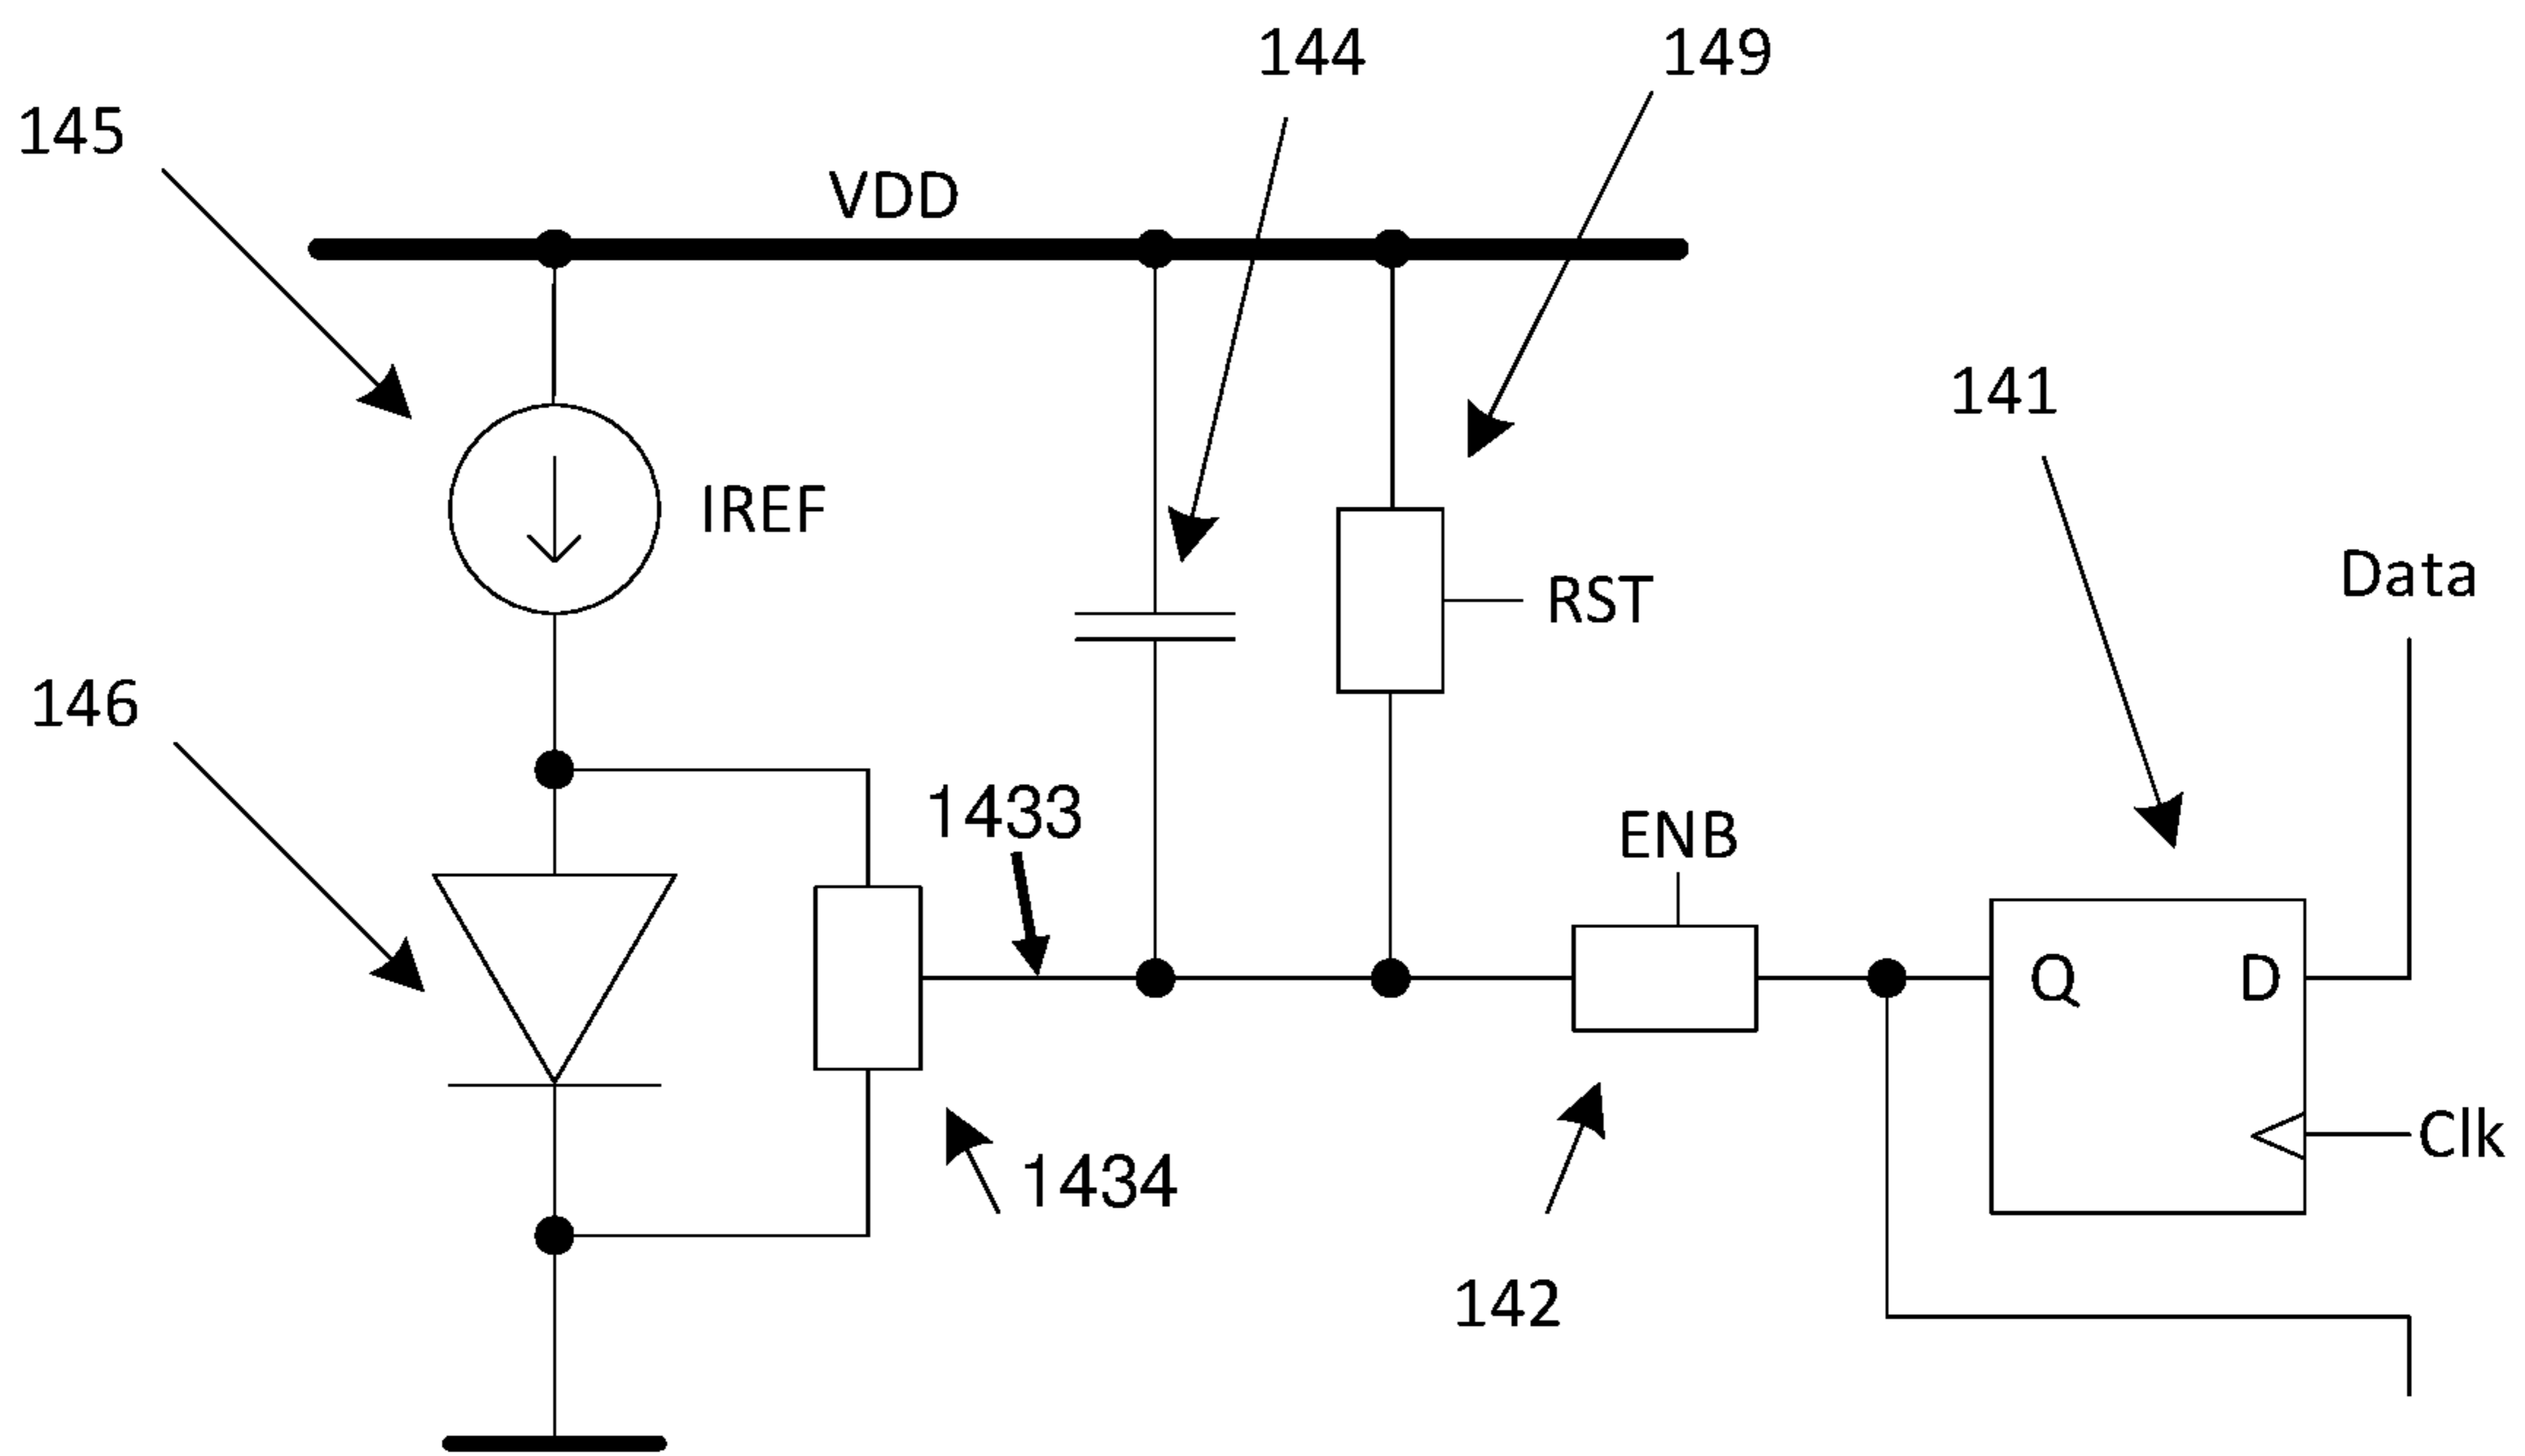 144
149
145
VDD
141
IREF
Data
RST
146
1433
ENB
Q
D
Clk
1434
142